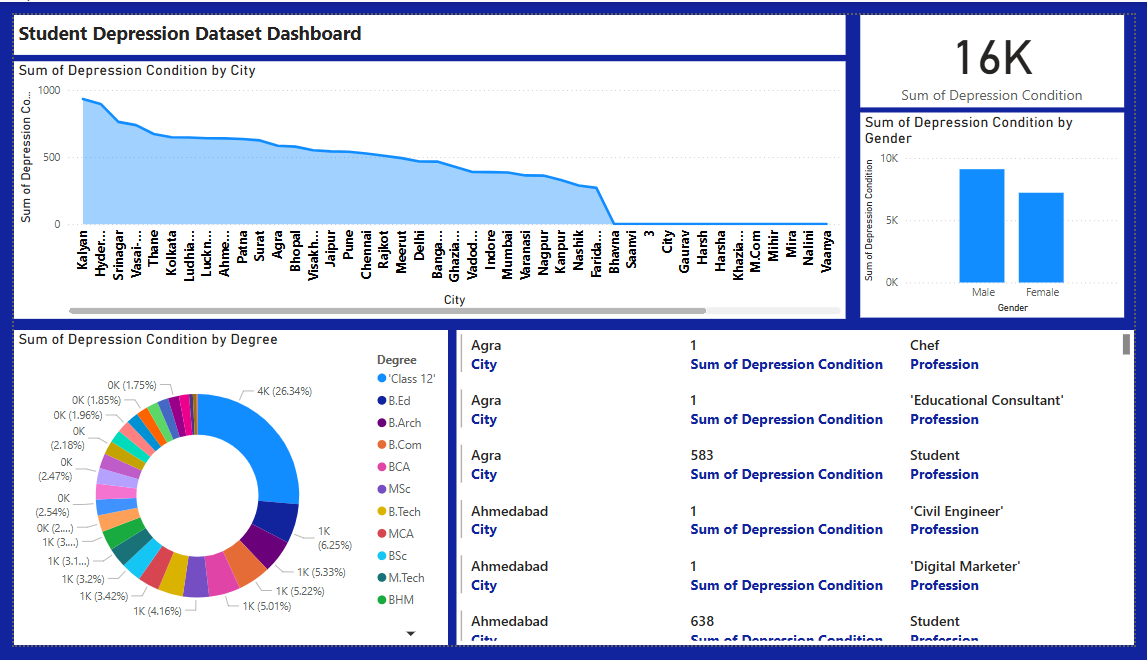 Student Depression Dataset Dashboard
16K
Sum of Depression Condition
Sum of Depression Condition by City
Sum of Depression Co...
1000
500
0
Kalyan
Hyder...
Srinagar
Vasai-...
Thane
Kolkata
Ludhia...
Luckn...
Ahme...
Patna
Surat
Agra
Bhopal
Visakh...
Jaipur
Pune
Chennai
Rajkot
Meerut
Delhi
Banga...
Ghazia...
Vadod...
Indore
Mumbai
Varanasi
Nagpur
Kanpur
Nashik
Farida...
Bhavna
Saanvi
3
City
Gaurav
Harsh
Harsha
Khazia...
M.Com
Mihir
Mira
Nalini
Vaanya
City
Sum of Depression Condition by
Gender
Sum of Depression Condition
10K
5K
0K
Male
Female
Gender
Sum of Depression Condition by Degree
4K (26.34%)
1K
(6.25%)
1K (5.33%)
1K (5.22%)
1K (5.01%)
1K (4.16%)
1K (3.42%)
1K (3.2%)
1K (3.1...)
1K (3....)
0K (2....)
0K
(2.54%)
0K
(2.47%)
0K
(2.18%)
0K (1.96%)
0K (1.85%)
0K (1.75%)
Degree
'Class 12'
B.Ed
B.Arch
B.Com
BCA
MSc
B.Tech
MCA
BSc
M.Tech
BHM
Agra 1 Chef
City Sum of Depression Condition Profession
Agra 1 'Educational Consultant'
City Sum of Depression Condition Profession
Agra 583 Student
City Sum of Depression Condition Profession
Ahmedabad 1 'Civil Engineer'
City Sum of Depression Condition Profession
Ahmedabad 1 'Digital Marketer'
City Sum of Depression Condition Profession
Ahmedabad 638 Student
City Sum of Depression Condition Profession